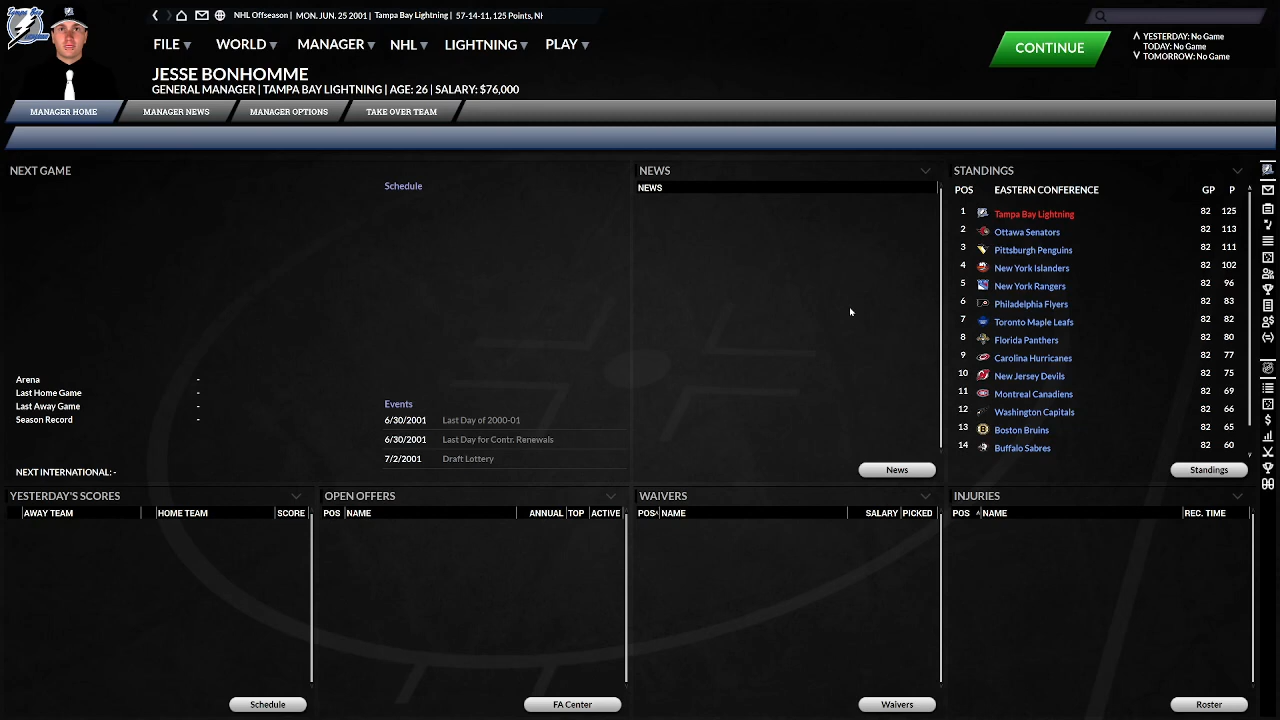 NHL Offseason | MON. JUN. 25 2001 | Tampa Bay Lightning | 57-14-11, 125 Points, NH
FILE WORLD MANAGER NHL LIGHTNING PLAY
CONTINUE
YESTERDAY: No Game
TODAY: No Game
TOMORROW: No Game
JESSE BONHOMME
GENERAL MANAGER | TAMPA BAY LIGHTNING | AGE: 26 | SALARY: $76,000
MANAGER HOME MANAGER NEWS MANAGER OPTIONS TAKE OVER TEAM
NEXT GAME
Schedule
Arena -
Last Home Game -
Last Away Game -
Season Record -
NEXT INTERNATIONAL: -
Events
6/30/2001 Last Day of 2000-01
6/30/2001 Last Day for Contr. Renewals
7/2/2001 Draft Lottery
NEWS
NEWS
News
STANDINGS
POS EASTERN CONFERENCE GP P
1 Tampa Bay Lightning 82 125
2 Ottawa Senators 82 113
3 Pittsburgh Penguins 82 111
4 New York Islanders 82 102
5 New York Rangers 82 96
6 Philadelphia Flyers 82 83
7 Toronto Maple Leafs 82 82
8 Florida Panthers 82 80
9 Carolina Hurricanes 82 77
10 New Jersey Devils 82 75
11 Montreal Canadiens 82 69
12 Washington Capitals 82 66
13 Boston Bruins 82 65
14 Buffalo Sabres 82 60
Standings
YESTERDAY'S SCORES
AWAY TEAM HOME TEAM SCORE
Schedule
OPEN OFFERS
POS NAME ANNUAL TOP ACTIVE
FA Center
WAIVERS
POS NAME SALARY PICKED
Waivers
INJURIES
POS NAME REC. TIME
Roster